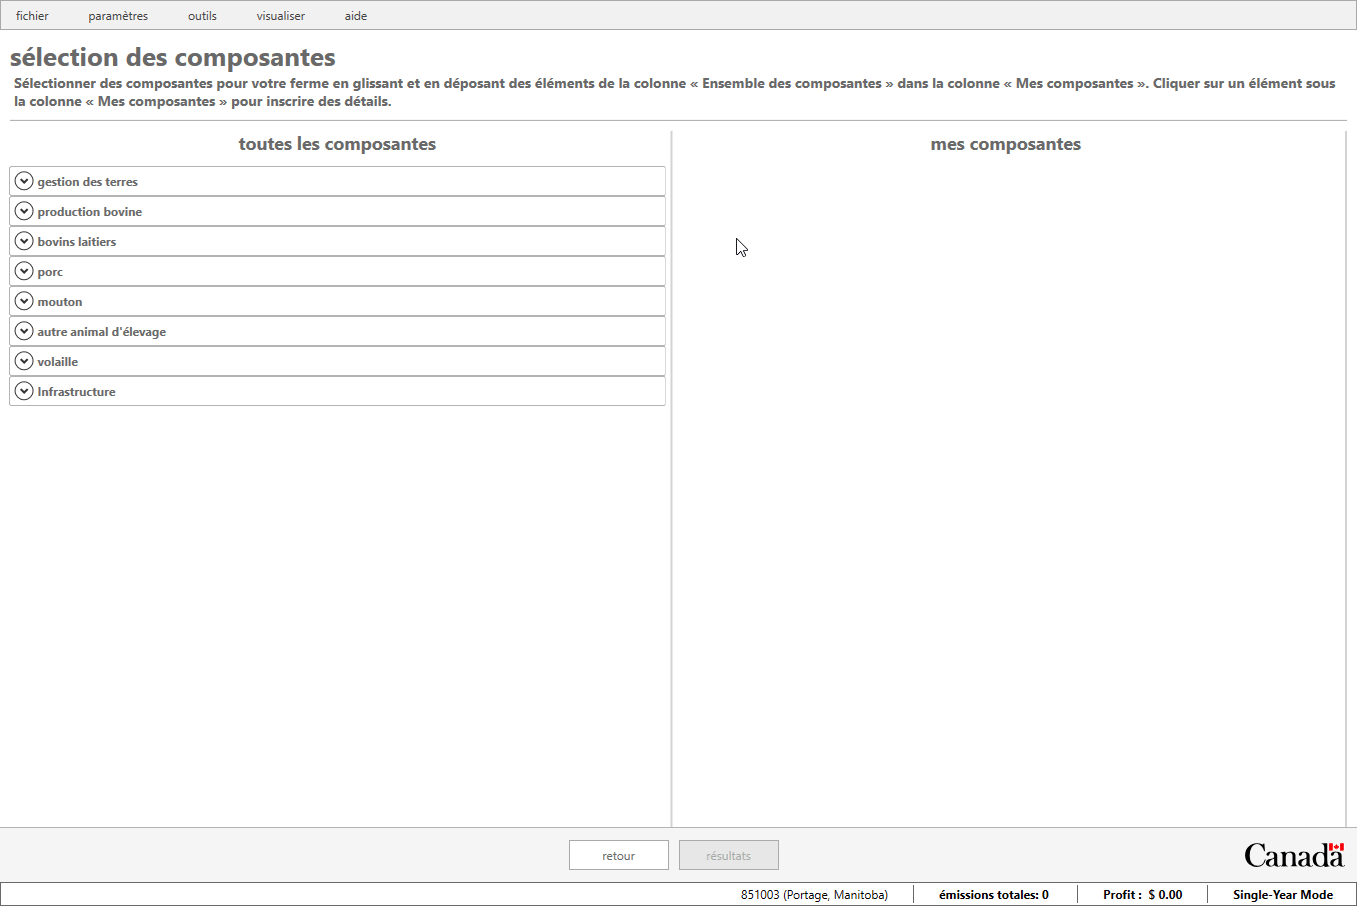 fichier paramètres outils visualiser aide
sélection des composantes
Sélectionner des composantes pour votre ferme en glissant et en déposant des éléments de la colonne « Ensemble des composantes » dans la colonne « Mes composantes ». Cliquer sur un élément sous
la colonne « Mes composantes » pour inscrire des détails.
toutes les composantes
gestion des terres
production bovine
bovins laitiers
porc
mouton
autre animal d'élevage
volaille
Infrastructure
mes composantes
retour résultats
Canada
851003 (Portage, Manitoba) émissions totales: 0 Profit : $ 0.00 Single-Year Mode